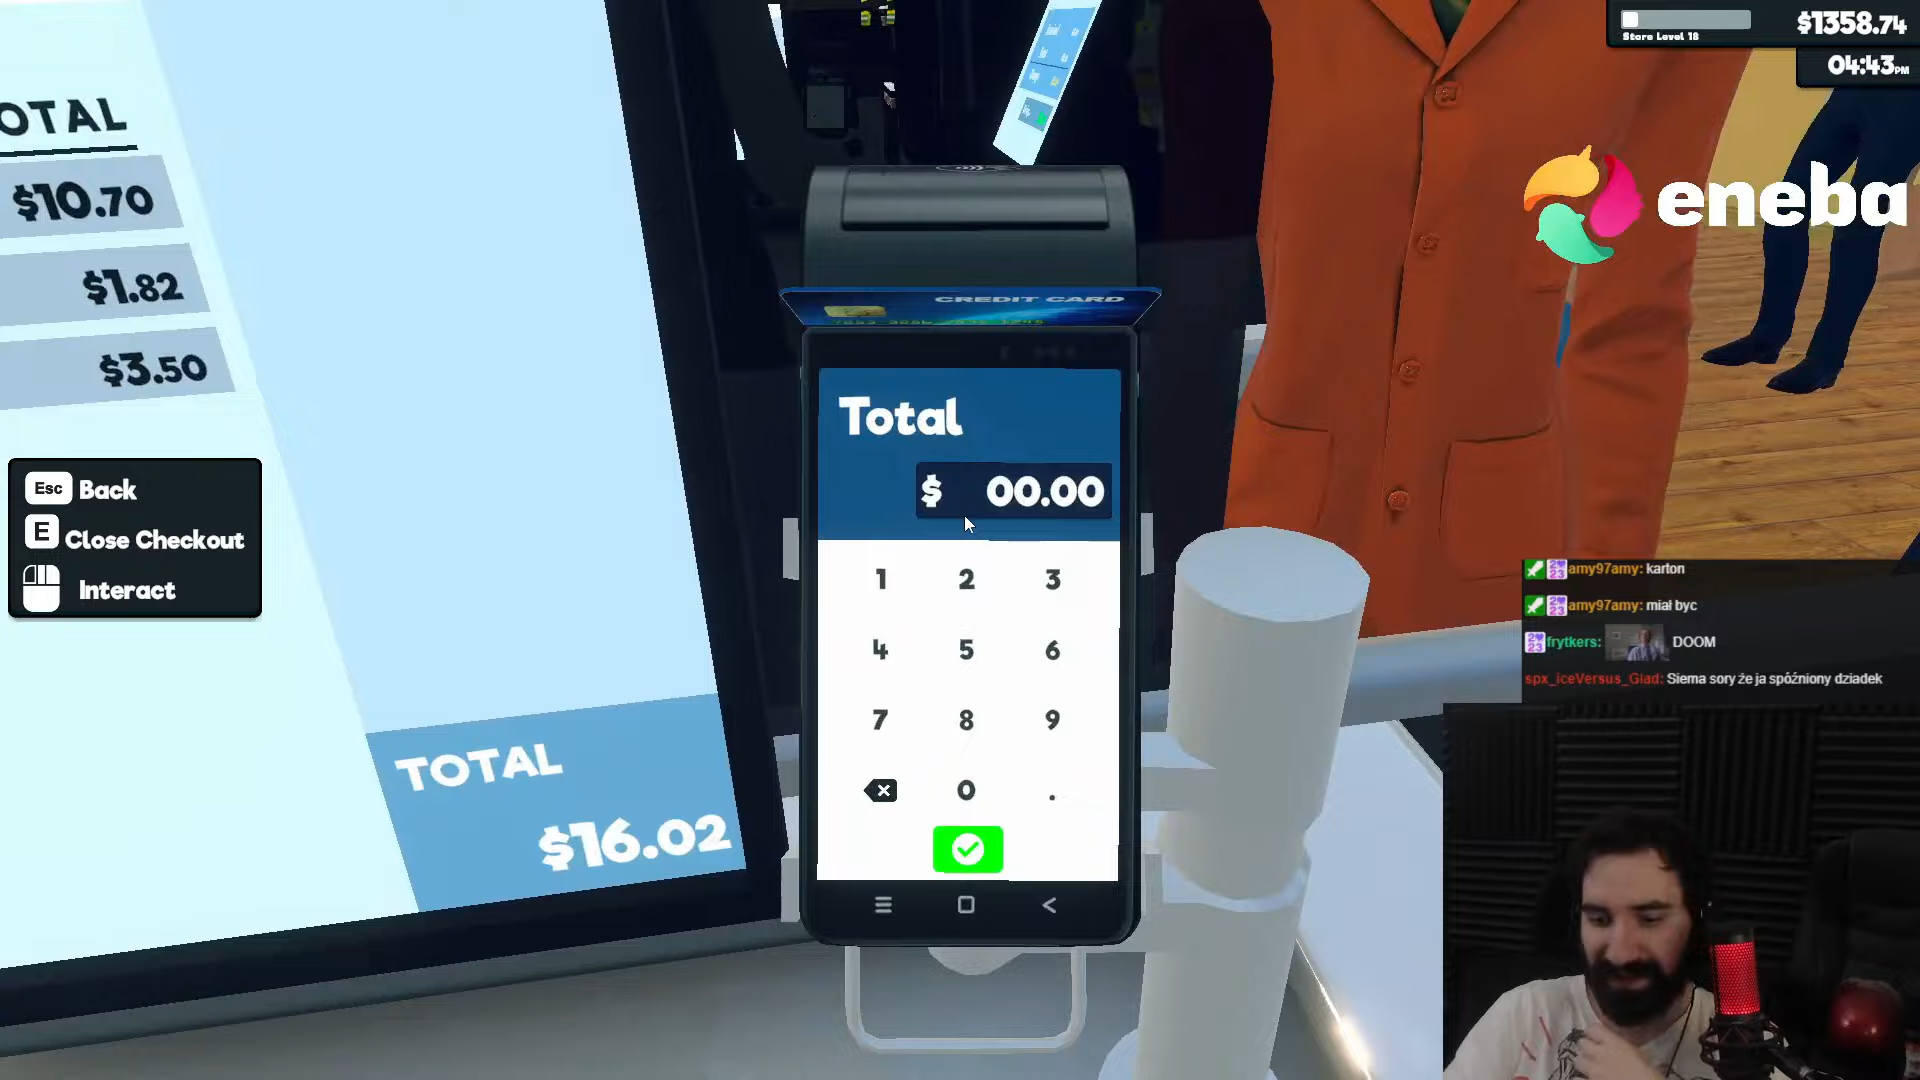 $1358.74
Store Level 18
04:43PM
OTAL
$10.70
$1.82
$3.50
TOTAL
$16.02
Esc Back
E Close Checkout
Interact
CREDIT CARD
Total
$ 00.00
1 2 3
4 5 6
7 8 9
0 .
eneba
amy97amy: karton
amy97amy: miał byc
frytkers: DOOM
spx_iceVersus_Glad: Siema sory że ja spóźniony dziadek